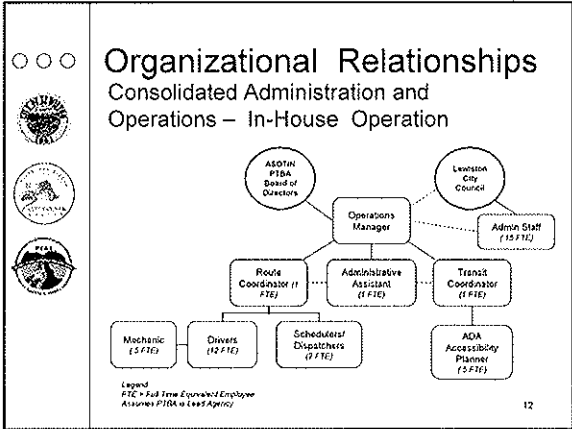 Organizational Relationships
Consolidated Administration and
Operations – In-House Operation
ASOTIN
PTBA
Board of
Directors
Lewiston
City
Council
Operations
Manager
Admin Staff
(.15 FTE)
Route
Coordinator (1
FTE)
Administrative
Assistant
(1 FTE)
Transit
Coordinator
(1 FTE)
Mechanic
(.5 FTE)
Drivers
(12 FTE)
Schedulers/
Dispatchers
(2 FTE)
ADA
Accessibility
Planner
(.5 FTE)
Legend
FTE = Full Time Equivalent Employee
Assumes PTBA is Lead Agency
12